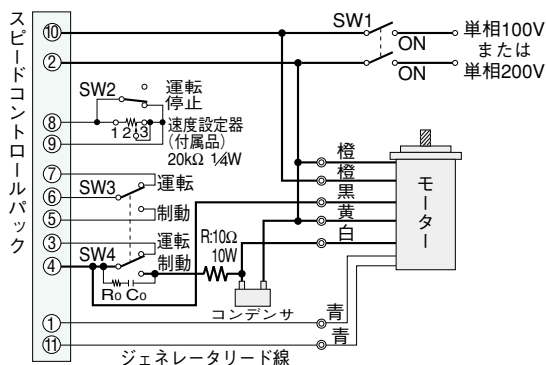 スピードコントロールパック
⑩
②
⑧
⑨
⑦
⑥
⑤
③
④
①
⑪
SW1
ON
ON
単相100V
または
単相200V
SW2
運転
停止
1 2 3
速度設定器
(付属品)
20kΩ 1/4W
SW3
運転
制動
SW4
運転
制動
R:10Ω
10W
Ro Co
コンデンサ
橙
橙
黒
黄
白
モーター
青
青
ジェネレータリード線